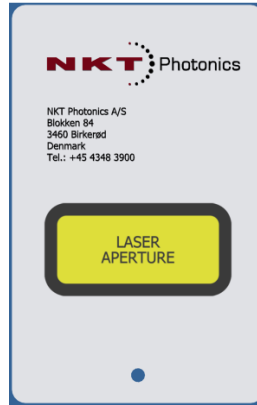 NKT Photonics
NKT Photonics A/S
Blokken 84
3460 Birkerød
Denmark
Tel.: +45 4348 3900
LASER
APERTURE